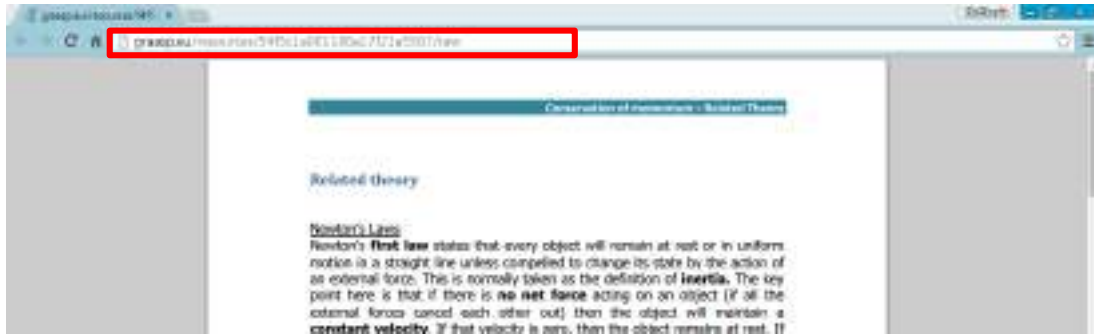 graasp.eu/resources/
Conservation of momentum - Related Theory
Related theory
Newton's Laws
Newton's first law states that every object will remain at rest or in uniform
motion in a straight line unless compelled to change its state by the action of
an external force. This is normally taken as the definition of inertia. The key
point here is that if there is no net force acting on an object (if all the
external forces cancel each other out) then the object will maintain a
constant velocity. If that velocity is zero, then the object remains at rest. If